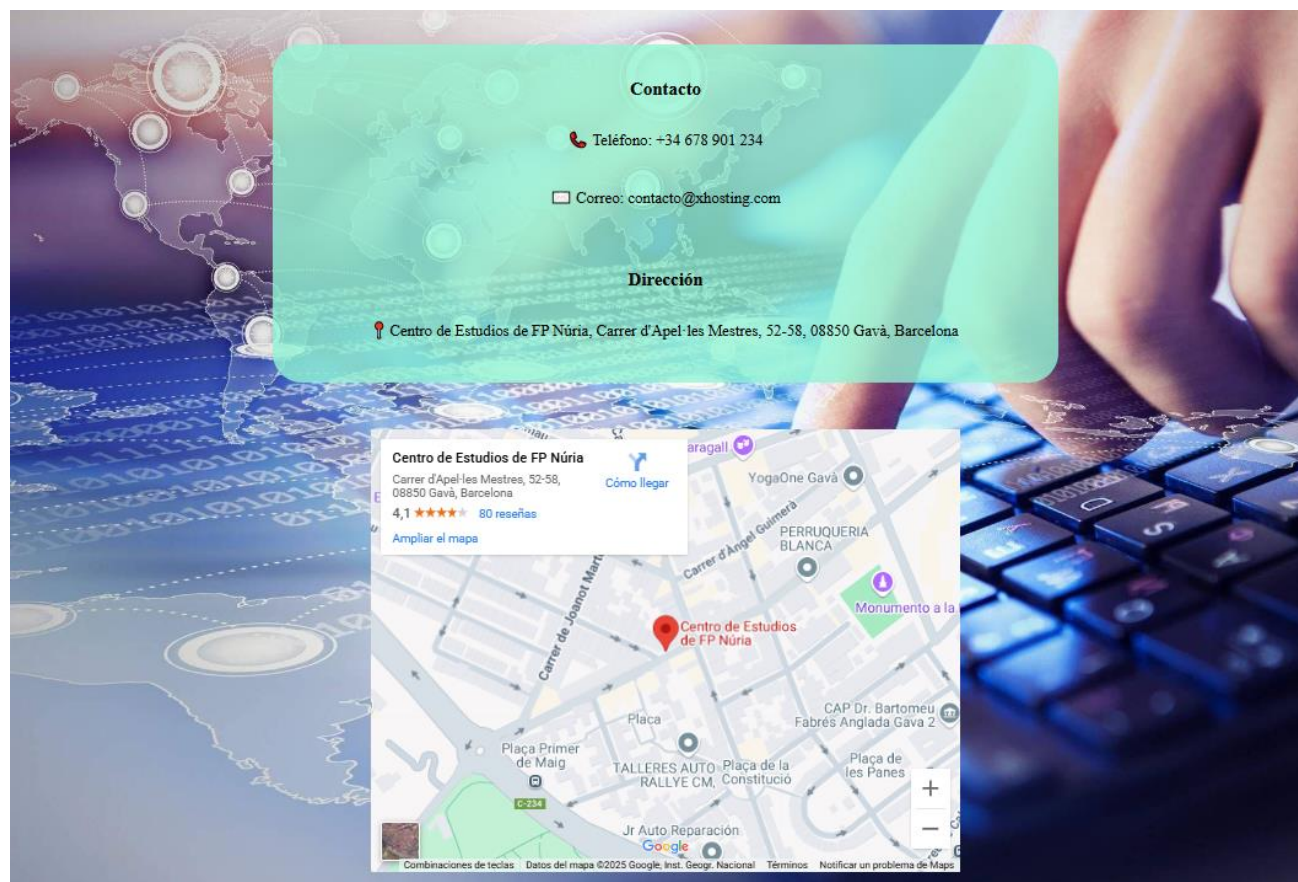 Contacto
📞 Teléfono: +34 678 901 234
✉️ Correo: contacto@xhosting.com
Dirección
📍 Centro de Estudios de FP Núria, Carrer d'Apel·les Mestres, 52-58, 08850 Gavà, Barcelona
Centro de Estudios de FP Núria
Carrer d'Apel·les Mestres, 52-58,
08850 Gavà, Barcelona
Cómo llegar
4,1 ★★★★★ 80 reseñas
Ampliar el mapa
aragall
YogaOne Gavà
Carrer d'Àngel Guimerà
PERRUQUERIA
BLANCA
Monumento a la
Carrer de Joanot Mart
Centro de Estudios
de FP Núria
CAP Dr. Bartomeu
Fabrés Anglada Gava 2
Placa
Plaça Primer
de Maig
TALLERES AUTO
RALLYE CM,
Plaça de la
Constitució
Plaça de
les Panes
C-234
Jr Auto Reparación
Google
+
−
Combinaciones de teclas
Datos del mapa ©2025 Google, Inst. Geogr. Nacional
Términos
Notificar un problema de Maps